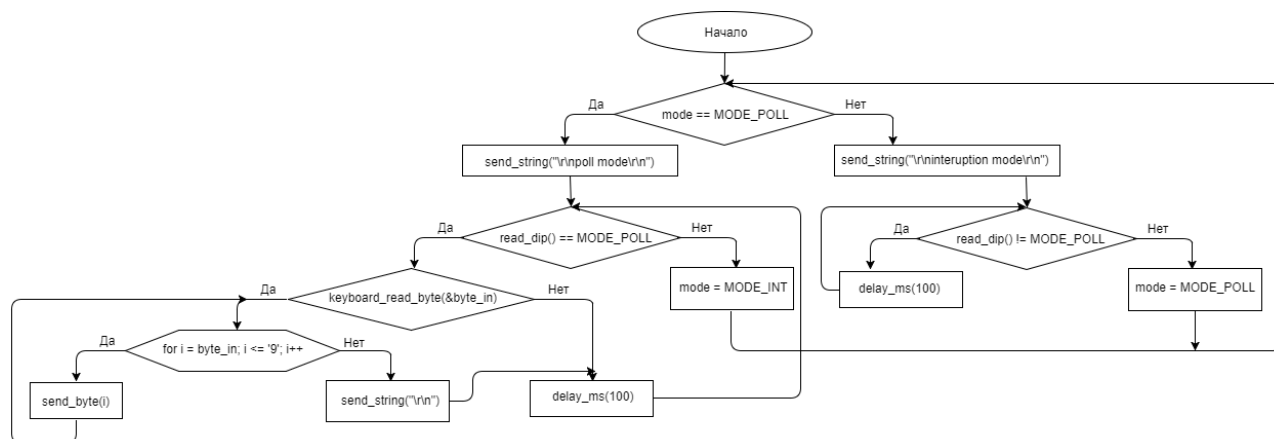 Начало
mode == MODE_POLL
Да
Нет
send_string("\r\npoll mode\r\n")
send_string("\r\ninteruption mode\r\n")
Да
read_dip() == MODE_POLL
Нет
Да
read_dip() != MODE_POLL
Нет
Да
keyboard_read_byte(&byte_in)
Нет
mode = MODE_INT
delay_ms(100)
mode = MODE_POLL
Да
for i = byte_in; i <= '9'; i++
Нет
send_byte(i)
send_string("\r\n")
delay_ms(100)